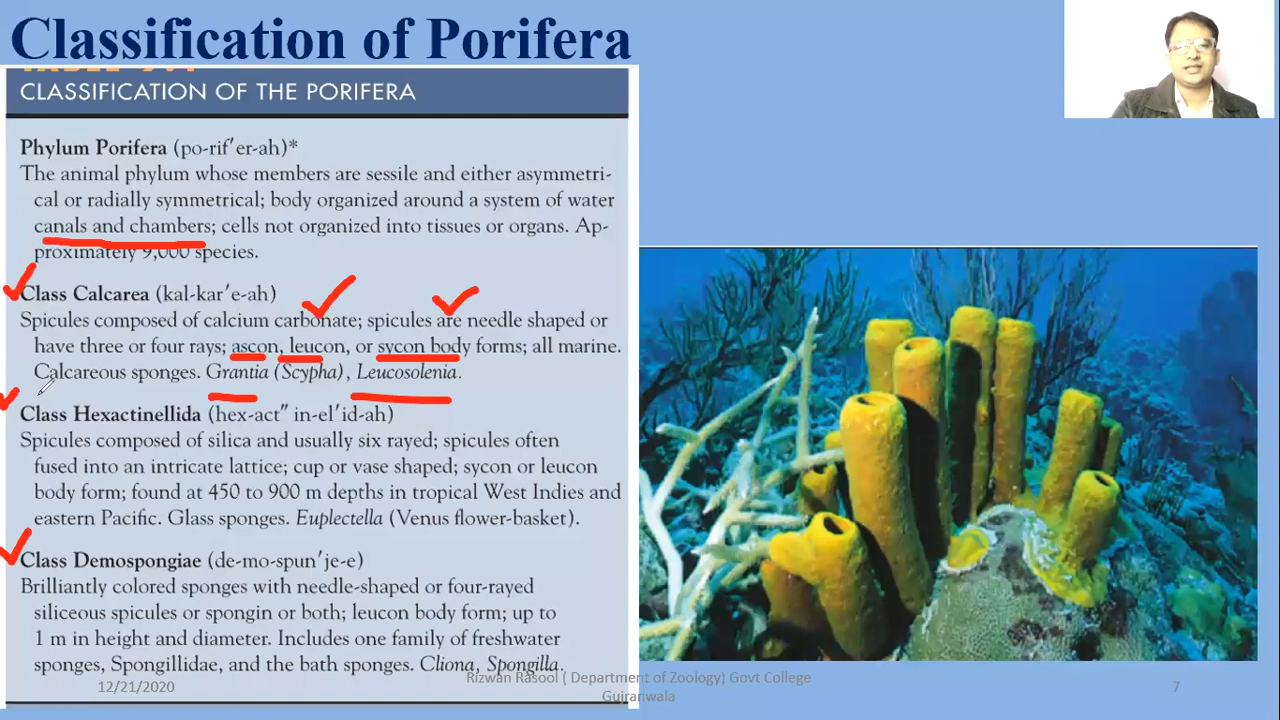 Classification of Porifera
CLASSIFICATION OF THE PORIFERA
Phylum Porifera (po-rif′er-ah)*
The animal phylum whose members are sessile and either asymmetri-
cal or radially symmetrical; body organized around a system of water
canals and chambers; cells not organized into tissues or organs. Ap-
proximately 9,000 species.
Class Calcarea (kal-kar′e-ah)
Spicules composed of calcium carbonate; spicules are needle shaped or
have three or four rays; ascon, leucon, or sycon body forms; all marine.
Calcareous sponges. Grantia (Scypha), Leucosolenia.
Class Hexactinellida (hex-act″ in-el′id-ah)
Spicules composed of silica and usually six rayed; spicules often
fused into an intricate lattice; cup or vase shaped; sycon or leucon
body form; found at 450 to 900 m depths in tropical West Indies and
eastern Pacific. Glass sponges. Euplectella (Venus flower-basket).
Class Demospongiae (de-mo-spun′je-e)
Brilliantly colored sponges with needle-shaped or four-rayed
siliceous spicules or spongin or both; leucon body form; up to
1 m in height and diameter. Includes one family of freshwater
sponges, Spongillidae, and the bath sponges. Cliona, Spongilla.
12/21/2020
Rizwan Rasool ( Department of Zoology) Govt College
Gujranwala
7